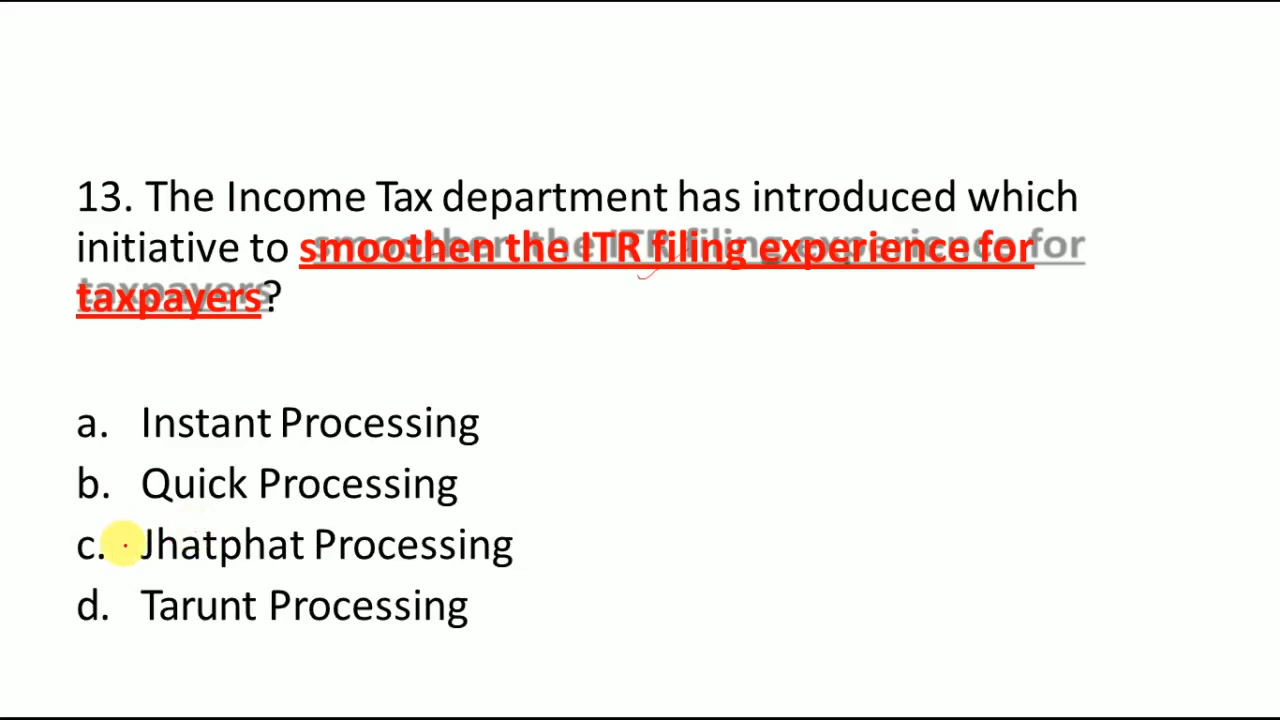 13. The Income Tax department has introduced which
initiative to smoothen the ITR filing experience for
taxpayers?
a. Instant Processing
b. Quick Processing
c. Jhatphat Processing
d. Tarunt Processing